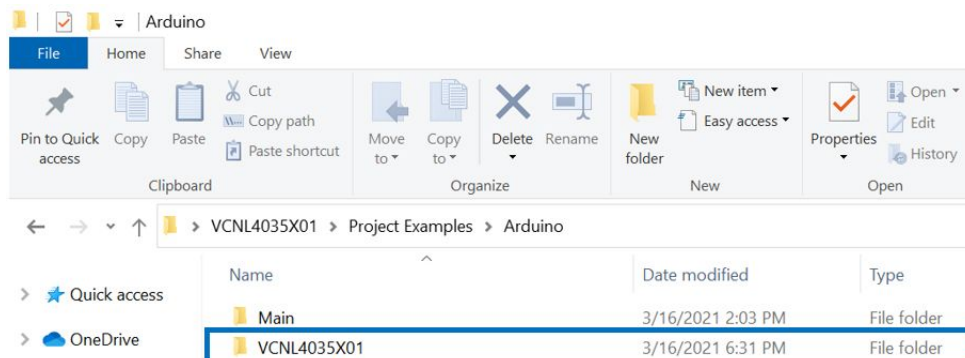 Arduino
File Home Share View
Pin to Quick access
Copy
Paste
Cut
Copy path
Paste shortcut
Clipboard
Move to
Copy to
Delete
Rename
Organize
New folder
New item
Easy access
New
Properties
Open
Edit
History
Open
VCNL4035X01 > Project Examples > Arduino
Quick access
OneDrive
Name Date modified Type
Main 3/16/2021 2:03 PM File folder
VCNL4035X01 3/16/2021 6:31 PM File folder